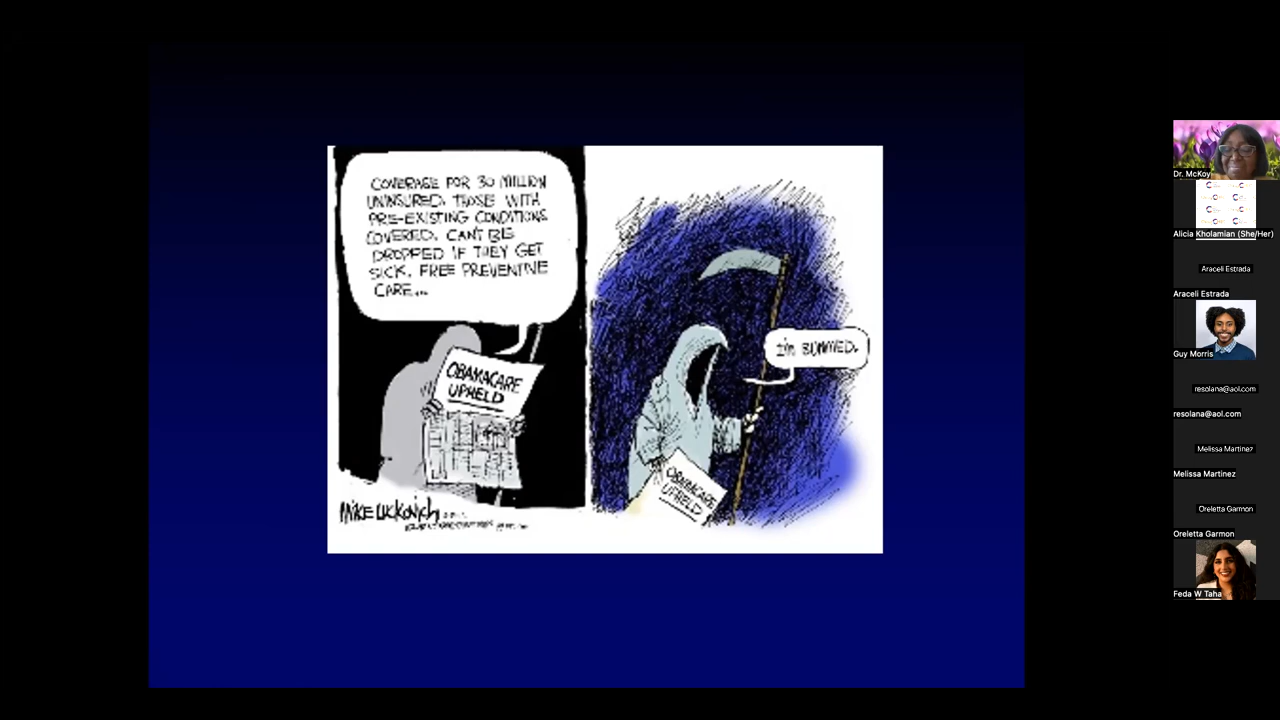 COVERAGE FOR 30 MILLION
UNINSURED. THOSE WITH
PRE-EXISTING CONDITIONS
COVERED. CAN'T BE
DROPPED IF THEY GET
SICK. FREE PREVENTIVE
CARE...
OBAMACARE
UPHELD
MIKE LUCKOVICH
I'M BUMMED.
OBAMACARE
UPHELD
Dr. McKoy
Alicia Kholamian (She/Her)
Araceli Estrada
Araceli Estrada
Guy Morris
resolana@aol.com
resolana@aol.com
Melissa Martinez
Melissa Martinez
Oreletta Garmon
Oreletta Garmon
Feda W Taha